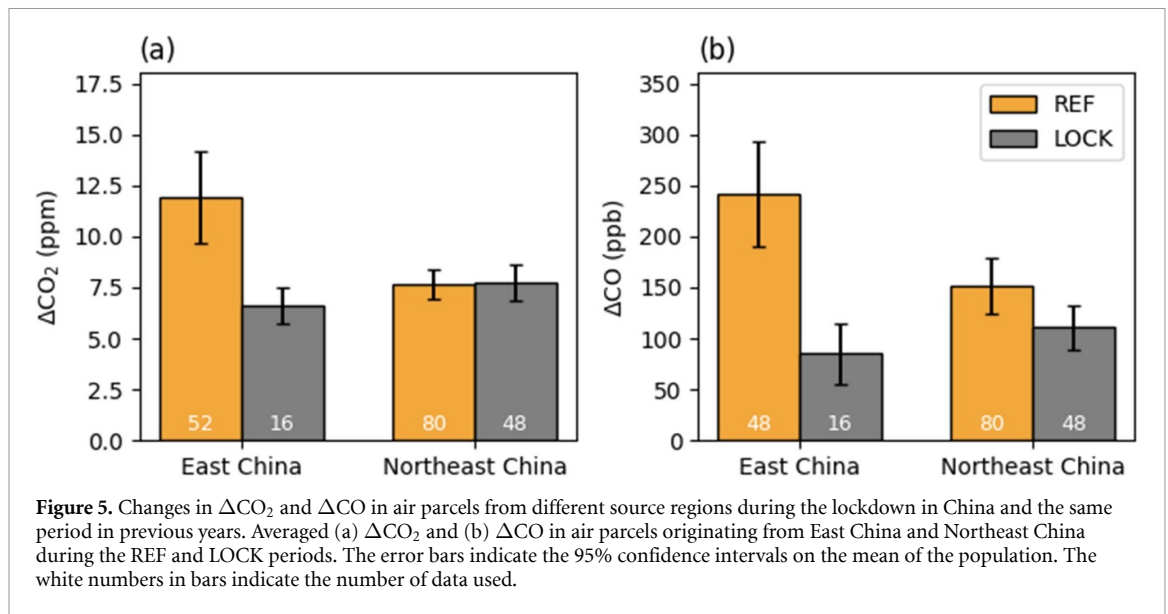 (a)
17.5
15.0
12.5
10.0
7.5
5.0
2.5
0.0
ΔCO₂ (ppm)
52
16
80
48
East China
Northeast China
(b)
350
300
250
200
150
100
50
0
ΔCO (ppb)
REF
LOCK
48
16
80
48
East China
Northeast China
Figure 5. Changes in ΔCO₂ and ΔCO in air parcels from different source regions during the lockdown in China and the same
period in previous years. Averaged (a) ΔCO₂ and (b) ΔCO in air parcels originating from East China and Northeast China
during the REF and LOCK periods. The error bars indicate the 95% confidence intervals on the mean of the population. The
white numbers in bars indicate the number of data used.